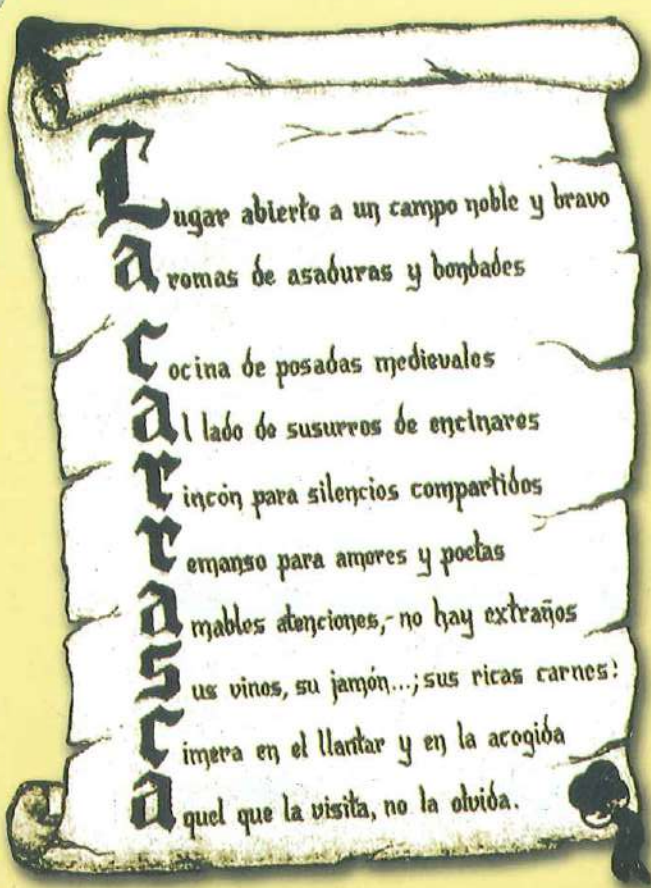 Lugar abierto a un campo noble y bravo
Aromas de asaduras y bondades
Cocina de posadas medievales
Al lado de susurros de encinares
Rincón para silencios compartidos
Remanso para amores y poetas
Amables atenciones,-no hay extraños
Sus vinos, su jamón...;sus ricas carnes!
Cimera en el llantar y en la acogida
Aquel que la visita, no la olvida.